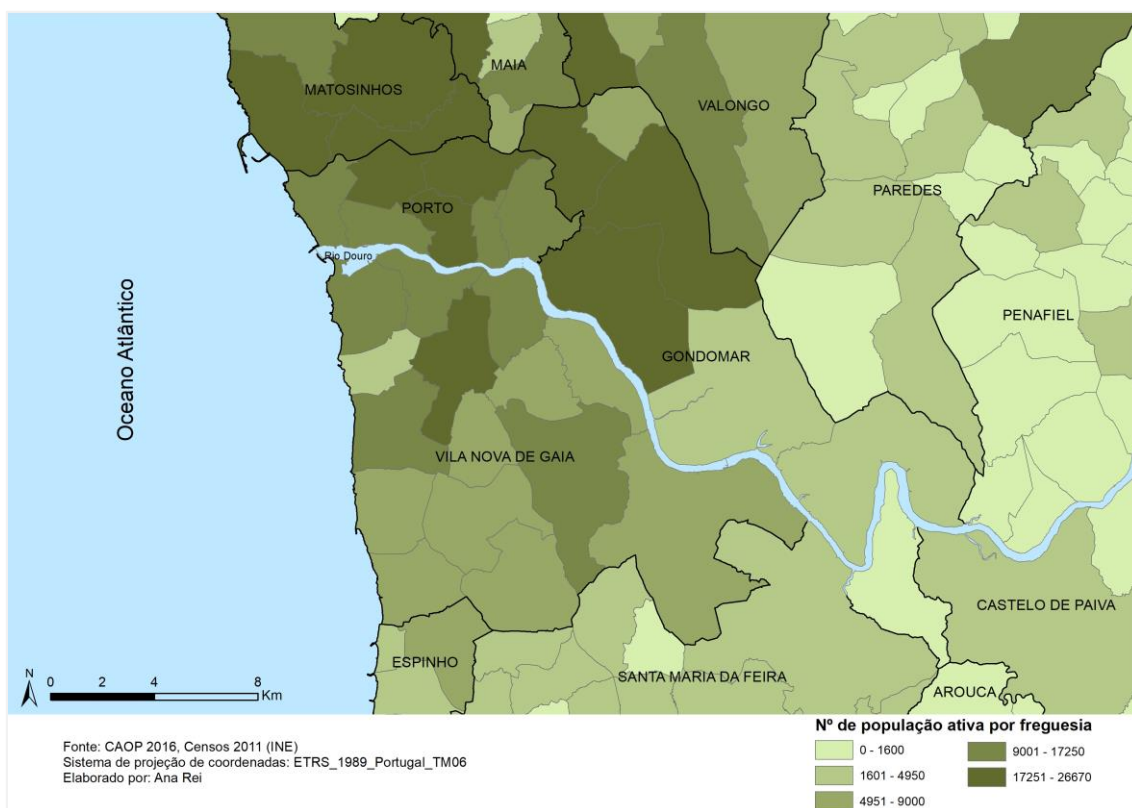 MAIA
MATOSINHOS
VALONGO
PAREDES
PORTO
Rio Douro
PENAFIEL
GONDOMAR
Oceano Atlântico
VILA NOVA DE GAIA
CASTELO DE PAIVA
ESPINHO
SANTA MARIA DA FEIRA
AROUCA
N
0 2 4 8
Km
Fonte: CAOP 2016, Censos 2011 (INE)
Sistema de projeção de coordenadas: ETRS_1989_Portugal_TM06
Elaborado por: Ana Rei
Nº de população ativa por freguesia
0 - 1600
1601 - 4950
4951 - 9000
9001 - 17250
17251 - 26670